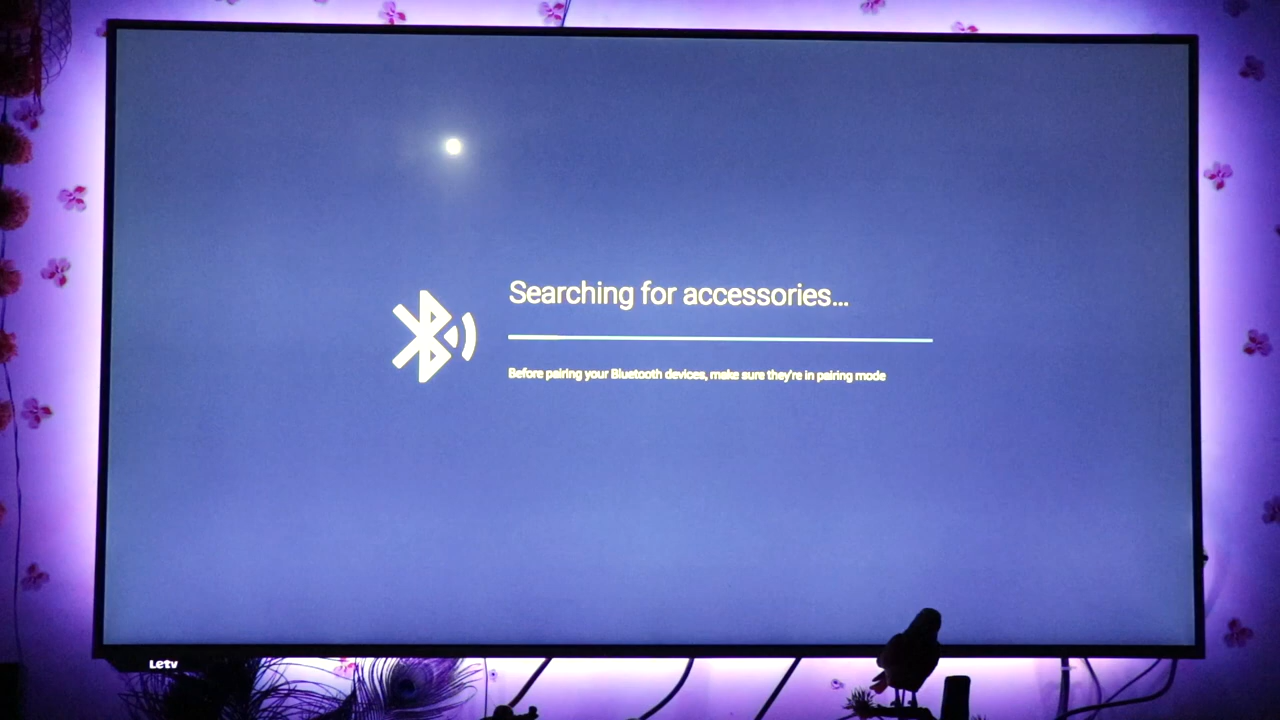 Searching for accessories...
Before pairing your Bluetooth devices, make sure they're in pairing mode
Letv